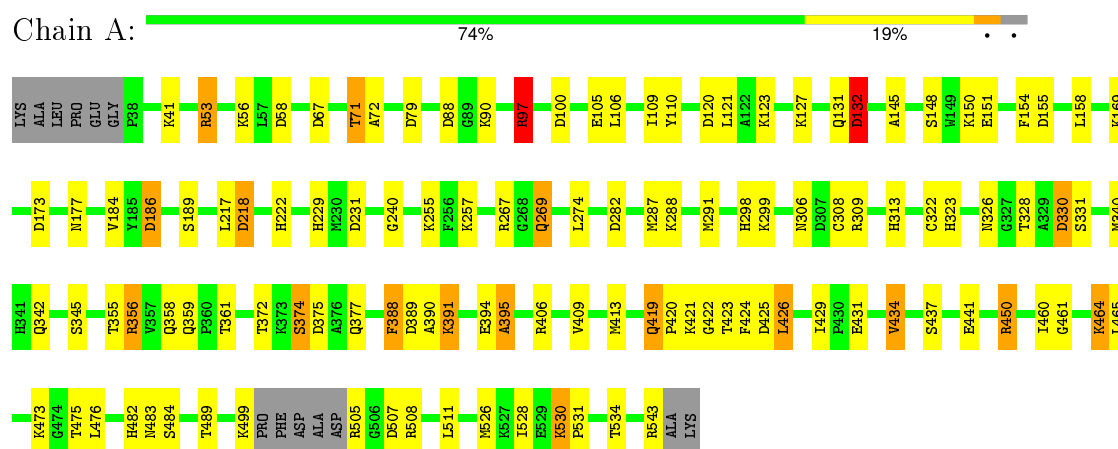 Chain A:
74% 19% • •
LYS ALA LEU PRO GLU GLY P38 K41 R53 K56 L57 D58 D67 T71 A72 D79 D88 G89 K90 R97 D100 E105 L106 I109 Y110 D120 L121 A122 K123 K127 Q131 D132 A145 S148 W149 K150 E151 F154 D155 L158 K169
D173 N177 V184 Y185 D186 S189 L217 D218 H222 H229 M230 D231 G240 K255 F256 K257 R267 G268 Q269 L274 D282 M287 K288 M291 H298 K299 N306 D307 C308 R309 H313 C322 H323 N326 G327 T328 A329 D330 S331 M340
H341 Q342 S345 T355 R356 V357 Q358 Q359 P360 T361 T372 K373 S374 D375 A376 Q377 F388 D389 A390 K391 E394 A395 R406 V409 M413 Q419 P420 K421 G422 T423 F424 D425 L426 I429 P430 E431 V434 S437 E441 R450 I460 G461 K464 L465
K473 G474 T475 L476 H482 N483 S484 T489 K499 PRO PHE ASP ALA ASP R505 G506 D507 R508 L511 M526 K527 I528 E529 K530 P531 T534 R543 ALA LYS